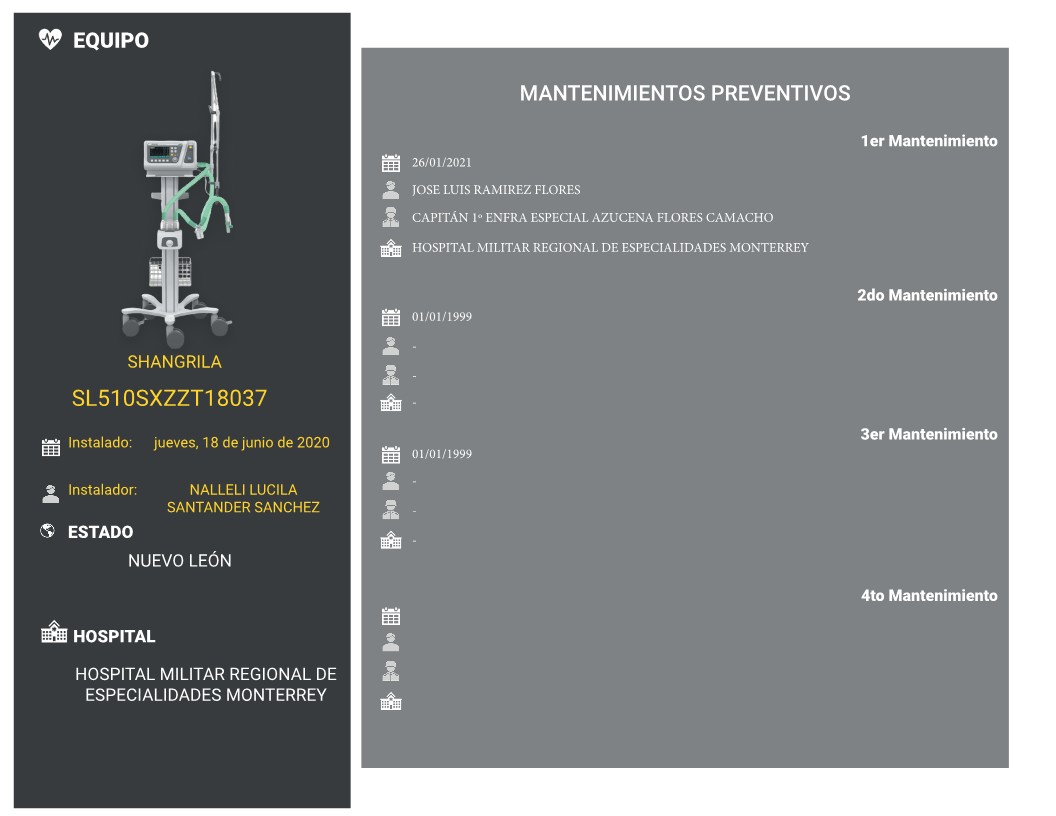 EQUIPO
SHANGRILA
SL510SXZZT18037
Instalado: jueves, 18 de junio de 2020
Instalador: NALLELI LUCILA
SANTANDER SANCHEZ
ESTADO
NUEVO LEÓN
HOSPITAL
HOSPITAL MILITAR REGIONAL DE
ESPECIALIDADES MONTERREY
MANTENIMIENTOS PREVENTIVOS
1er Mantenimiento
26/01/2021
JOSE LUIS RAMIREZ FLORES
CAPITÁN 1º ENFRA ESPECIAL AZUCENA FLORES CAMACHO
HOSPITAL MILITAR REGIONAL DE ESPECIALIDADES MONTERREY
2do Mantenimiento
01/01/1999
-
-
-
3er Mantenimiento
01/01/1999
-
-
-
4to Mantenimiento